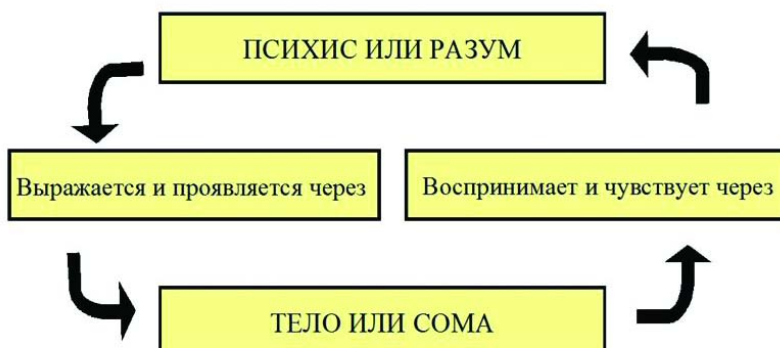 ПСИХИС ИЛИ РАЗУМ
Выражается и проявляется через
Воспринимает и чувствует через
ТЕЛО ИЛИ СОМА